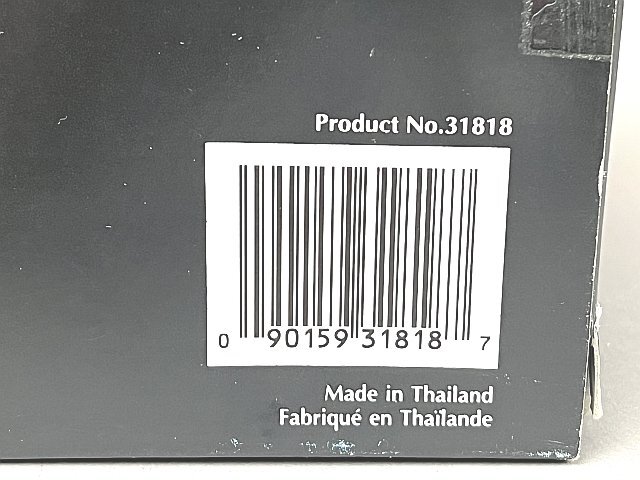 Product No.31818
0 90159 31818 7
Made in Thailand
Fabriqué en Thaïlande